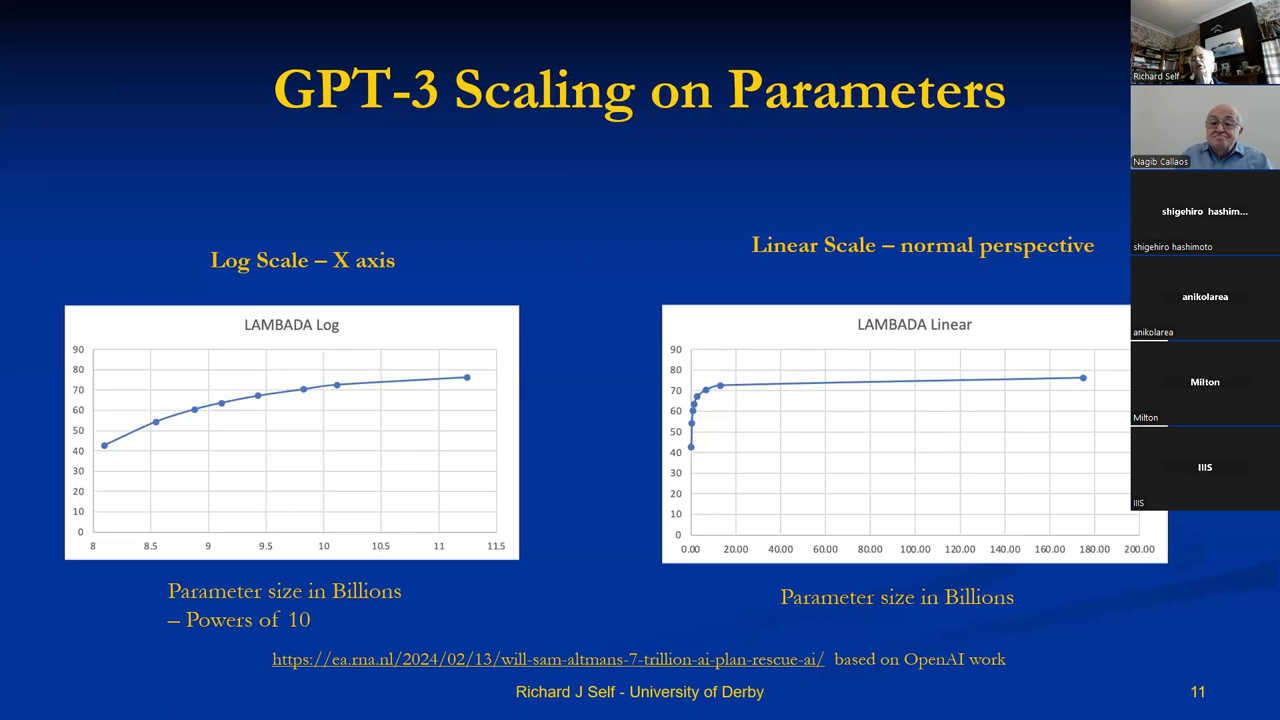 GPT-3 Scaling on Parameters
Log Scale – X axis
Linear Scale – normal perspective
LAMBADA Log
90
80
70
60
50
40
30
20
10
0
8 8.5 9 9.5 10 10.5 11 11.5
LAMBADA Linear
90
80
70
60
50
40
30
20
10
0
0.00 20.00 40.00 60.00 80.00 100.00 120.00 140.00 160.00 180.00 200.00
Parameter size in Billions
– Powers of 10
Parameter size in Billions
https://ea.rna.nl/2024/02/13/will-sam-altmans-7-trillion-ai-plan-rescue-ai/ based on OpenAI work
Richard J Self - University of Derby
11
Richard Self
Nagib Callaos
shigehiro hashim...
shigehiro hashimoto
anikolarea
anikolarea
Milton
Milton
IIIS
IIIS